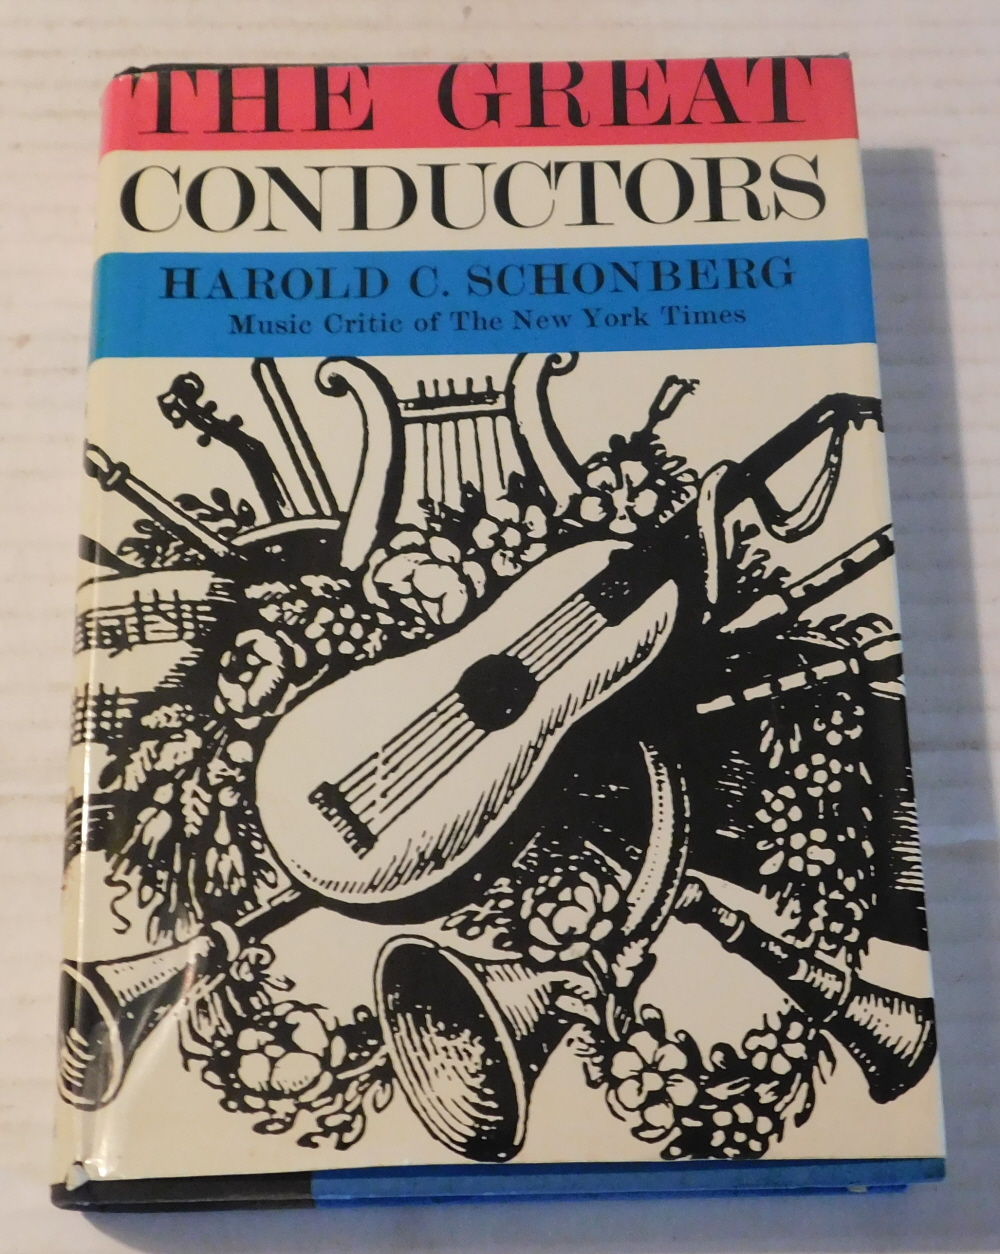 THE GREAT
CONDUCTORS
HAROLD C. SCHONBERG
Music Critic of The New York Times